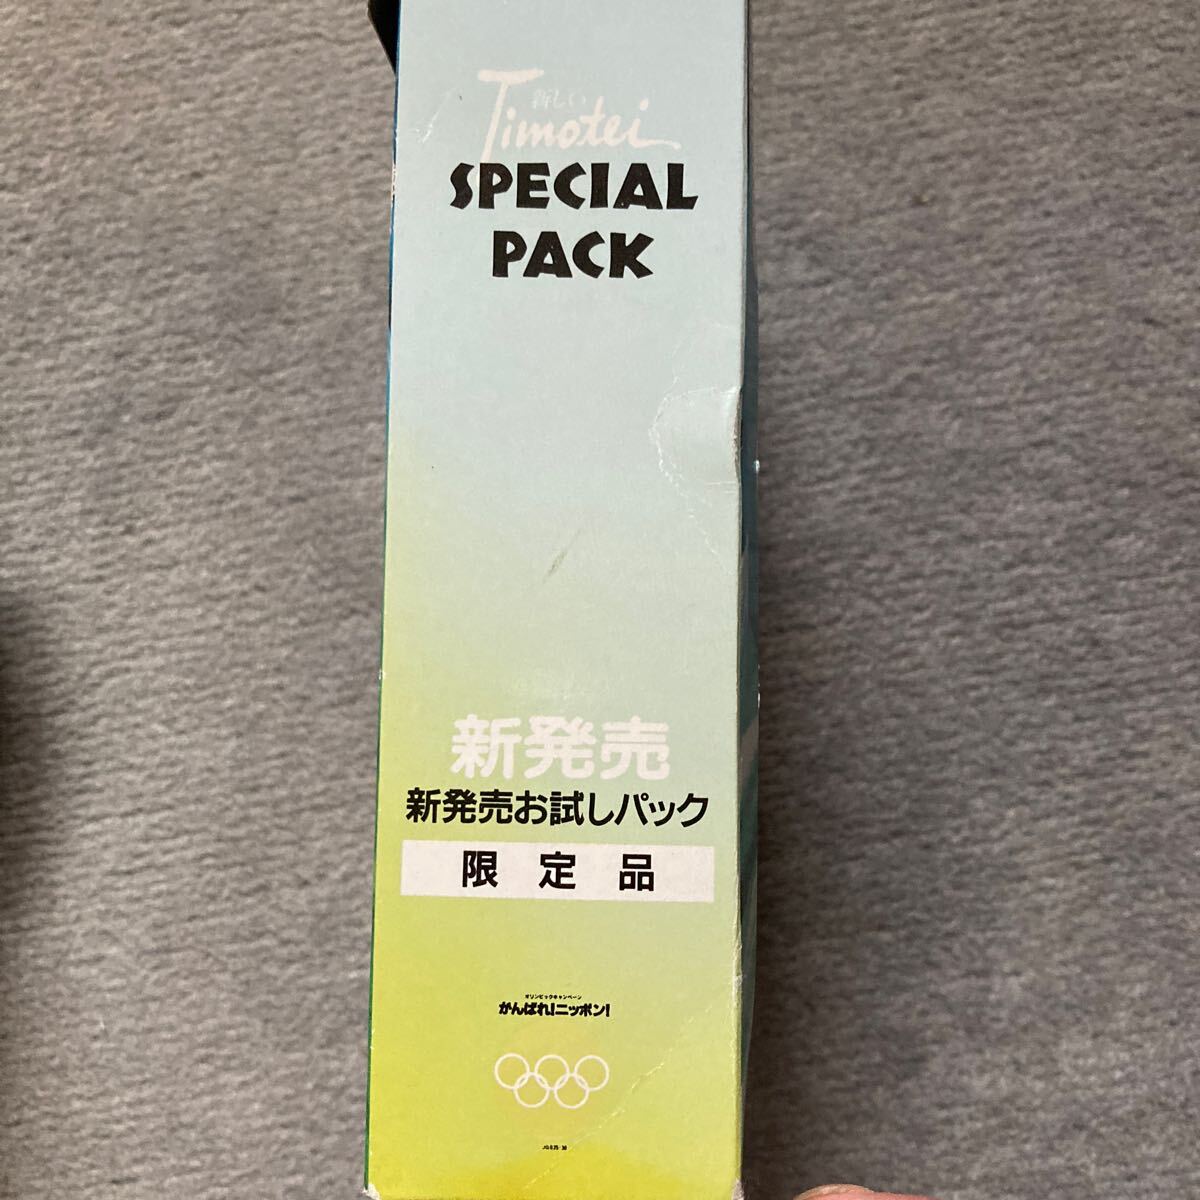 新しい
Timotei
SPECIAL
PACK
新発売
新発売お試しパック
限定品
オリンピックキャンペーン
がんばれ!ニッポン!